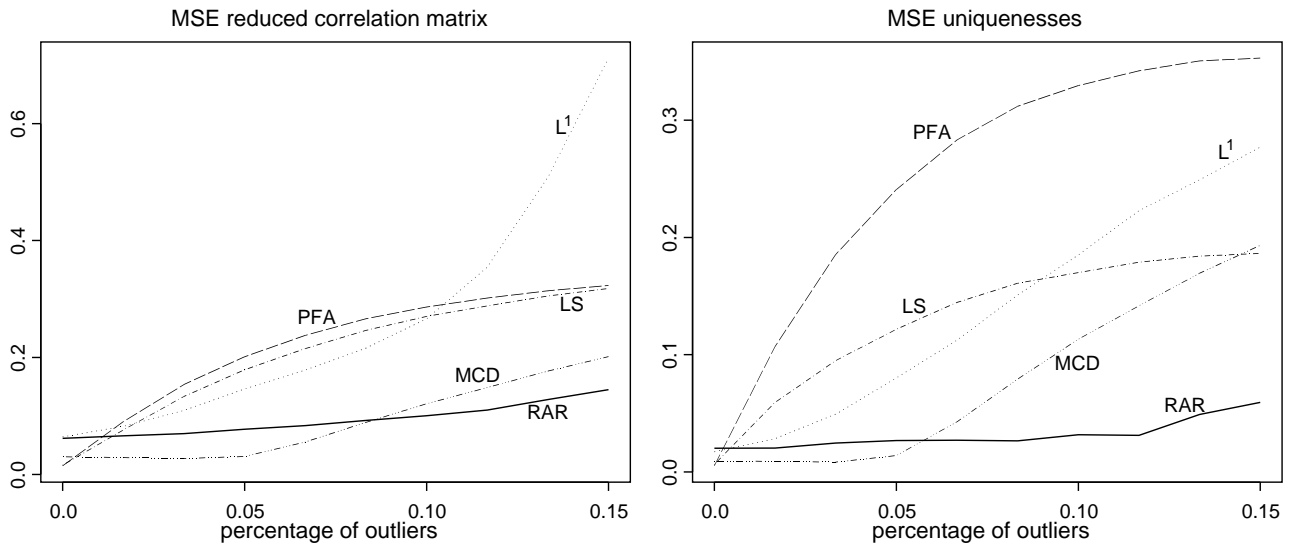 MSE reduced correlation matrix
0.6
0.4
0.2
0.0
L1
PFA
LS
MCD
RAR
0.0 0.05 0.10 0.15
percentage of outliers
MSE uniquenesses
0.3
0.2
0.1
0.0
PFA
L1
LS
MCD
RAR
0.0 0.05 0.10 0.15
percentage of outliers